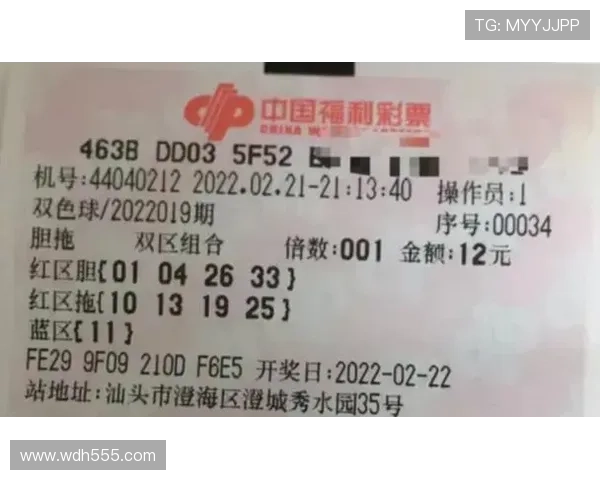 TG: MYYJJPP
中国福利彩票
CHINA W
463B DD03 5F52
机号:44040212 2022.02.21-21:13:40 操作员:1
双色球/2022019期 序号:00034
胆拖 双区组合 倍数:001 金额:12元
红区胆{01 04 26 33}
红区拖{10 13 19 25}
蓝区{11}
FE29 9F09 210D F6E5 开奖日:2022-02-22
站地址:汕头市澄海区澄城秀水园35号
www.wdh555.com